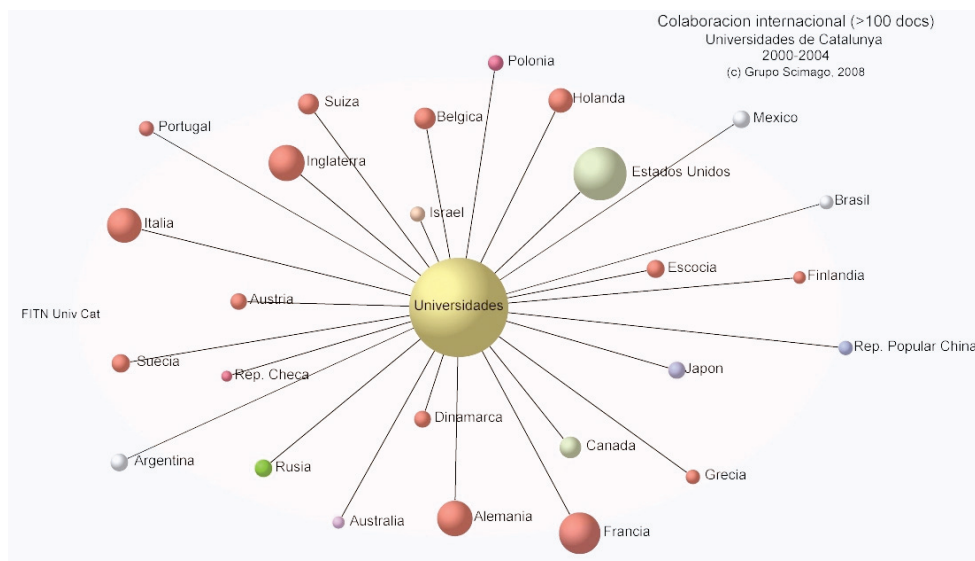 Colaboracion internacional (>100 docs)
Universidades de Catalunya
2000-2004
(c) Grupo Scimago, 2008
Polonia
Suiza
Holanda
Belgica
Mexico
Portugal
Inglaterra
Estados Unidos
Brasil
Israel
Italia
Escocia
Finlandia
Austria
Universidades
FITN Univ Cat
Rep. Popular China
Suecia
Japon
Rep. Checa
Dinamarca
Canada
Argentina
Rusia
Grecia
Alemania
Australia
Francia